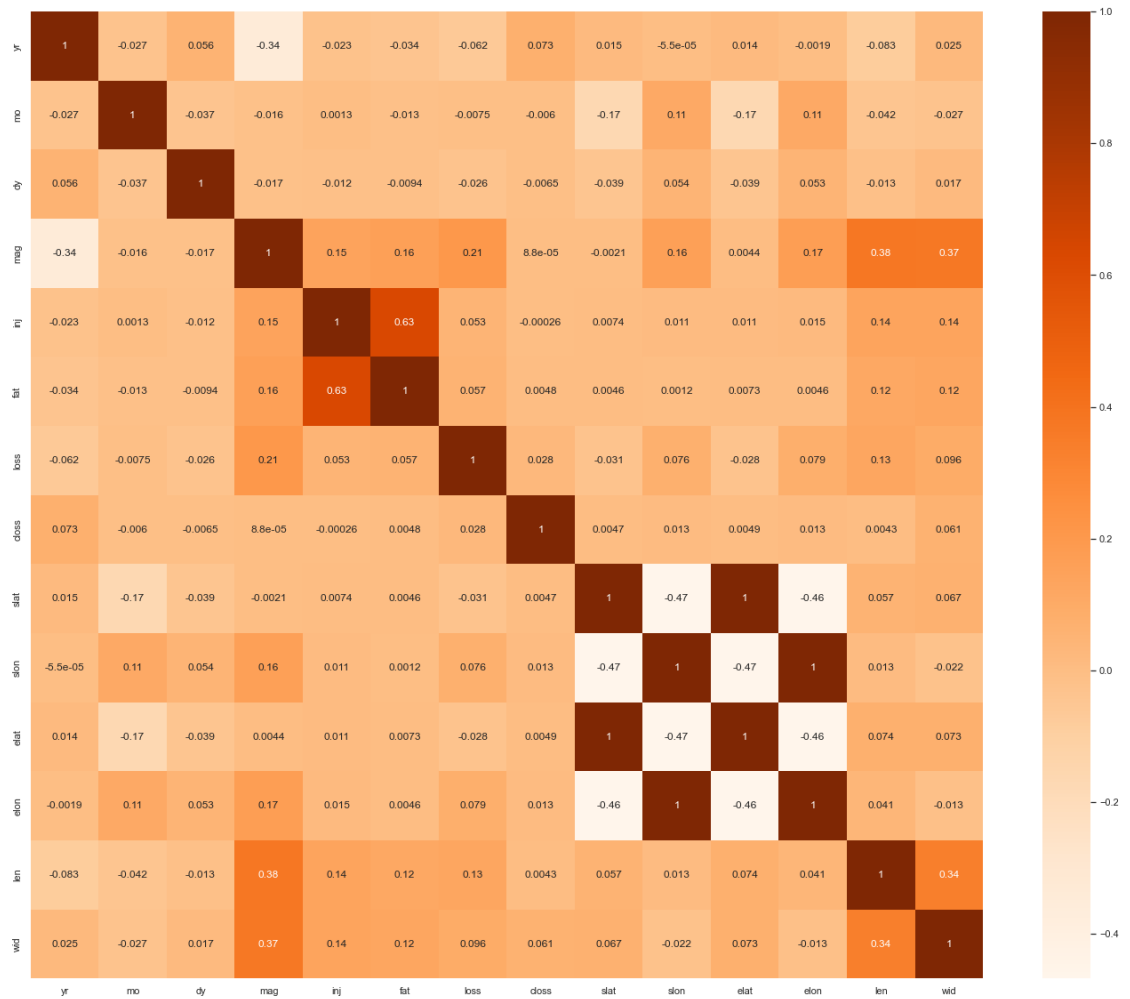 yr 1 -0.027 0.056 -0.34 -0.023 -0.034 -0.062 0.073 0.015 -5.5e-05 0.014 -0.0019 -0.083 0.025
mo -0.027 1 -0.037 -0.016 0.0013 -0.013 -0.0075 -0.006 -0.17 0.11 -0.17 0.11 -0.042 -0.027
dy 0.056 -0.037 1 -0.017 -0.012 -0.0094 -0.026 -0.0065 -0.039 0.054 -0.039 0.053 -0.013 0.017
mag -0.34 -0.016 -0.017 1 0.15 0.16 0.21 8.8e-05 -0.0021 0.16 0.0044 0.17 0.38 0.37
inj -0.023 0.0013 -0.012 0.15 1 0.63 0.053 -0.00026 0.0074 0.011 0.011 0.015 0.14 0.14
fat -0.034 -0.013 -0.0094 0.16 0.63 1 0.057 0.0048 0.0046 0.0012 0.0073 0.0046 0.12 0.12
loss -0.062 -0.0075 -0.026 0.21 0.053 0.057 1 0.028 -0.031 0.076 -0.028 0.079 0.13 0.096
closs 0.073 -0.006 -0.0065 8.8e-05 -0.00026 0.0048 0.028 1 0.0047 0.013 0.0049 0.013 0.0043 0.061
slat 0.015 -0.17 -0.039 -0.0021 0.0074 0.0046 -0.031 0.0047 1 -0.47 1 -0.46 0.057 0.067
slon -5.5e-05 0.11 0.054 0.16 0.011 0.0012 0.076 0.013 -0.47 1 -0.47 1 0.013 -0.022
elat 0.014 -0.17 -0.039 0.0044 0.011 0.0073 -0.028 0.0049 1 -0.47 1 -0.46 0.074 0.073
elon -0.0019 0.11 0.053 0.17 0.015 0.0046 0.079 0.013 -0.46 1 -0.46 1 0.041 -0.013
len -0.083 -0.042 -0.013 0.38 0.14 0.12 0.13 0.0043 0.057 0.013 0.074 0.041 1 0.34
wid 0.025 -0.027 0.017 0.37 0.14 0.12 0.096 0.061 0.067 -0.022 0.073 -0.013 0.34 1
yr mo dy mag inj fat loss closs slat slon elat elon len wid
1.0
0.8
0.6
0.4
0.2
0.0
−0.2
−0.4